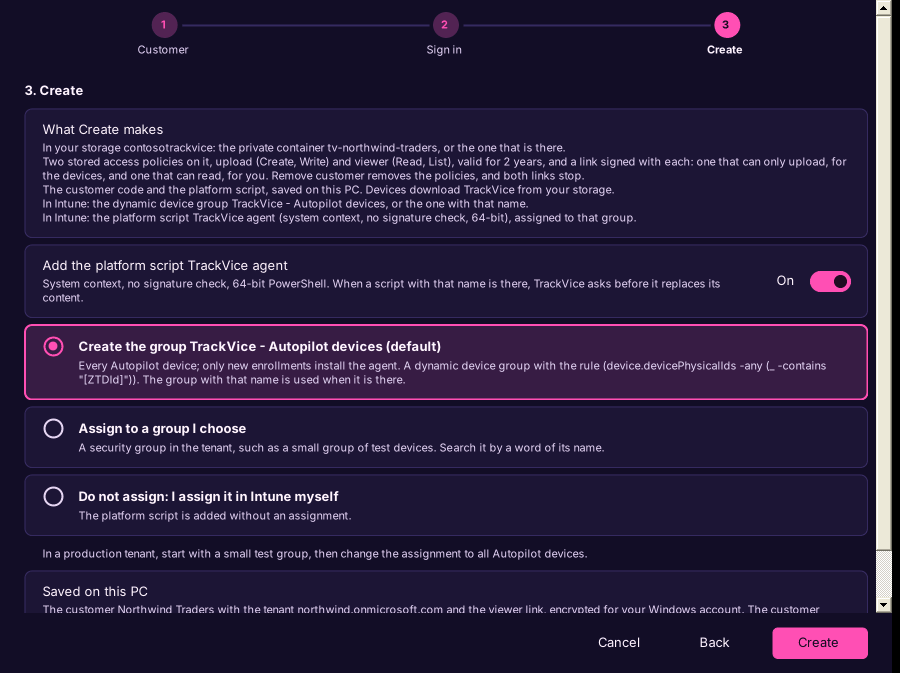 1
2
3
Customer
Sign in
Create
3. Create
What Create makes
In your storage contosotrackvice: the private container tv-northwind-traders, or the one that is there.
Two stored access policies on it, upload (Create, Write) and viewer (Read, List), valid for 2 years, and a link signed with each: one that can only upload, for
the devices, and one that can read, for you. Remove customer removes the policies, and both links stop.
The customer code and the platform script, saved on this PC. Devices download TrackVice from your storage.
In Intune: the dynamic device group TrackVice - Autopilot devices, or the one with that name.
In Intune: the platform script TrackVice agent (system context, no signature check, 64-bit), assigned to that group.
Add the platform script TrackVice agent
System context, no signature check, 64-bit PowerShell. When a script with that name is there, TrackVice asks before it replaces its
content.
On
Create the group TrackVice - Autopilot devices (default)
Every Autopilot device; only new enrollments install the agent. A dynamic device group with the rule (device.devicePhysicalIds -any (_ -contains
"[ZTDId]")). The group with that name is used when it is there.
Assign to a group I choose
A security group in the tenant, such as a small group of test devices. Search it by a word of its name.
Do not assign: I assign it in Intune myself
The platform script is added without an assignment.
In a production tenant, start with a small test group, then change the assignment to all Autopilot devices.
Saved on this PC
The customer Northwind Traders with the tenant northwind.onmicrosoft.com and the viewer link, encrypted for your Windows account. The customer
Cancel
Back
Create